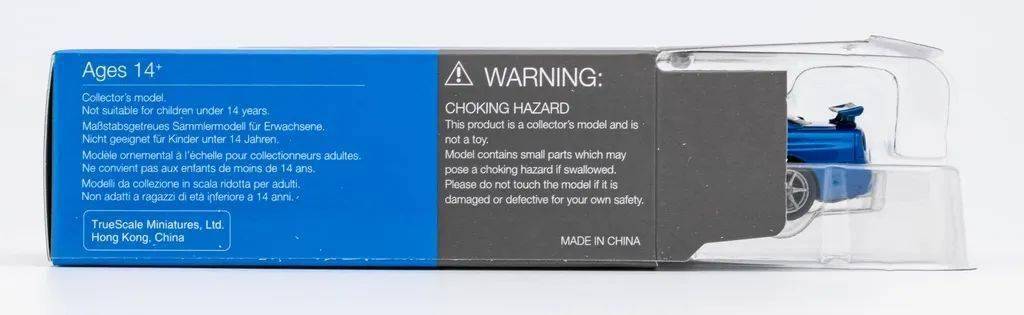 Ages 14+
Collector's model.
Not suitable for children under 14 years.
Maßstabsgetreues Sammlermodell für Erwachsene.
Nicht geeignet für Kinder unter 14 Jahren.
Modèle ornemental à l'échelle pour collectionneurs adultes.
Ne convient pas aux enfants de moins de 14 ans.
Modelli da collezione in scala ridotta per adulti.
Non adatti a ragazzi di età inferiore a 14 anni.
TrueScale Miniatures, Ltd.
Hong Kong, China
WARNING:
CHOKING HAZARD
This product is a collector's model and is
not a toy.
Model contains small parts which may
pose a choking hazard if swallowed.
Please do not touch the model if it is
damaged or defective for your own safety.
MADE IN CHINA